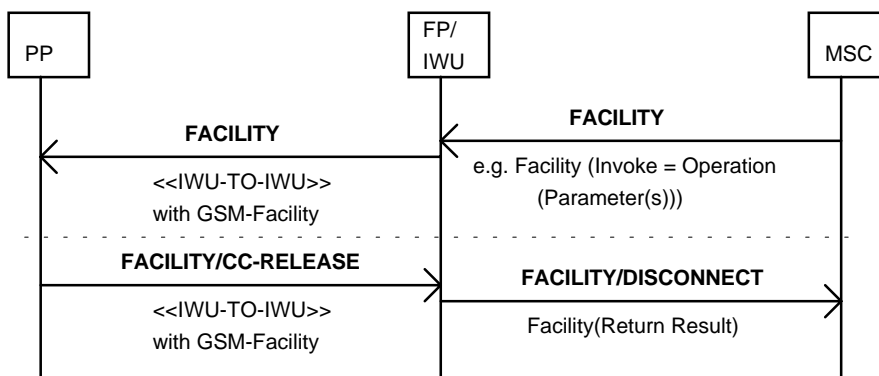 PP
FP/
IWU
MSC
FACILITY
FACILITY
<<IWU-TO-IWU>>
with GSM-Facility
e.g. Facility (Invoke = Operation
(Parameter(s)))
FACILITY/CC-RELEASE
FACILITY/DISCONNECT
<<IWU-TO-IWU>>
with GSM-Facility
Facility(Return Result)